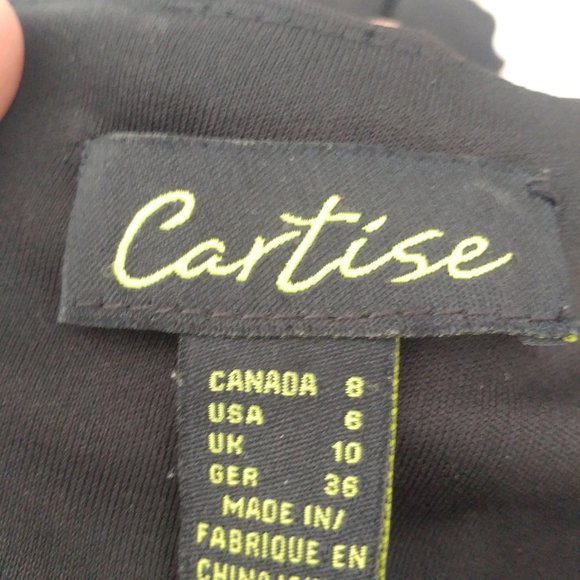 Cartise
CANADA 8
USA 6
UK 10
GER 36
MADE IN/
FABRIQUE EN